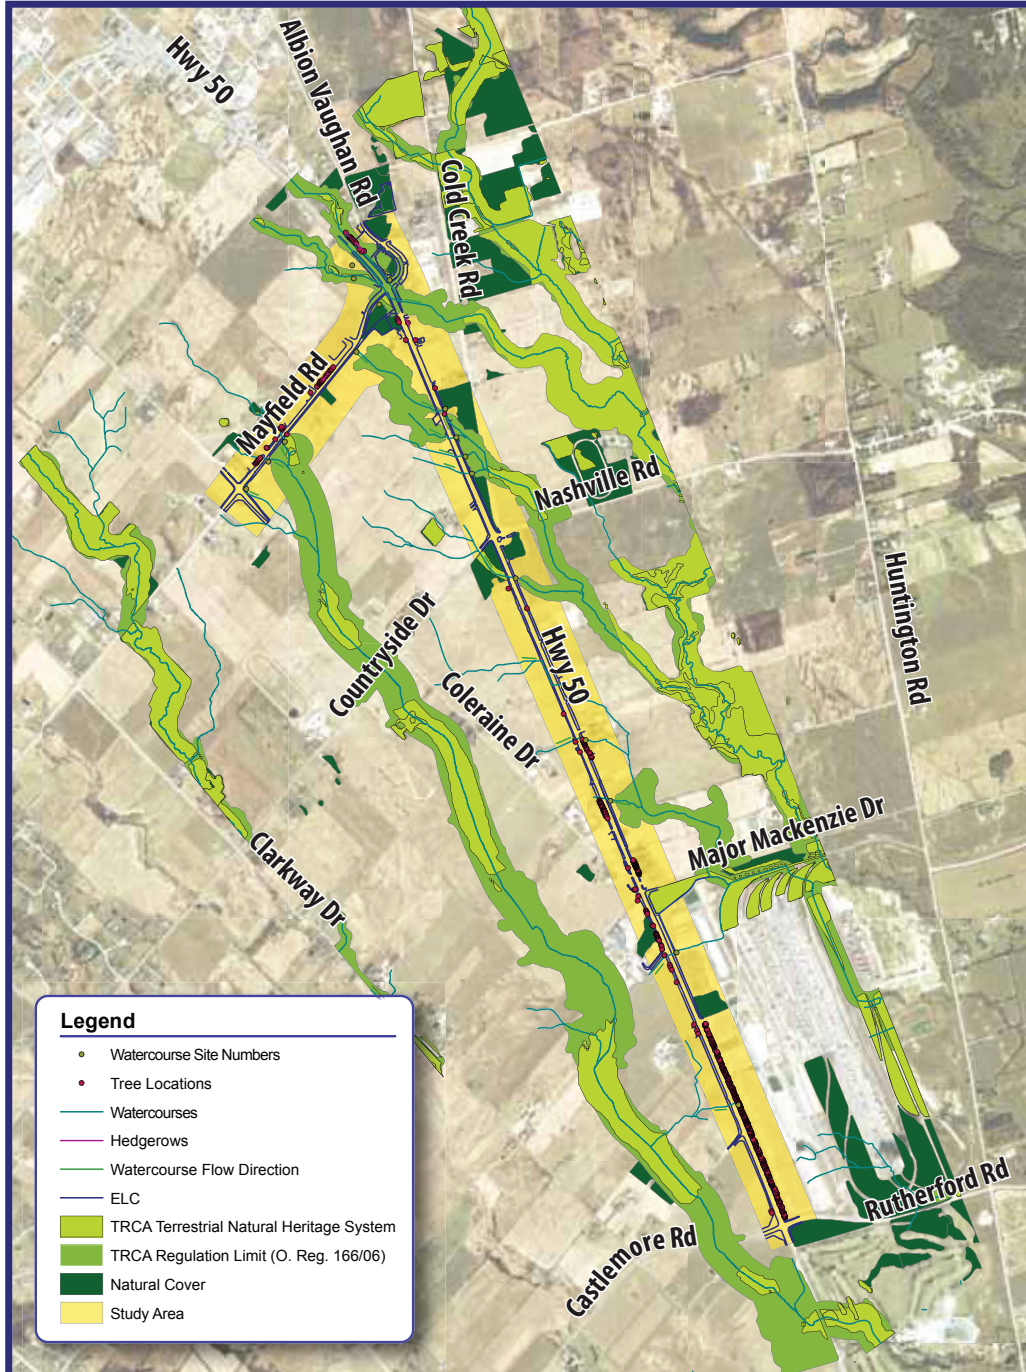 Hwy 50
Albion Vaughan Rd
Cold Creek Rd
Mayfield Rd
Nashville Rd
Huntington Rd
Countryside Dr
Hwy 50
Coleraine Dr
Major Mackenzie Dr
Clarkway Dr
Rutherford Rd
Castlemore Rd
Legend
Watercourse Site Numbers
Tree Locations
Watercourses
Hedgerows
Watercourse Flow Direction
ELC
TRCA Terrestrial Natural Heritage System
TRCA Regulation Limit (O. Reg. 166/06)
Natural Cover
Study Area